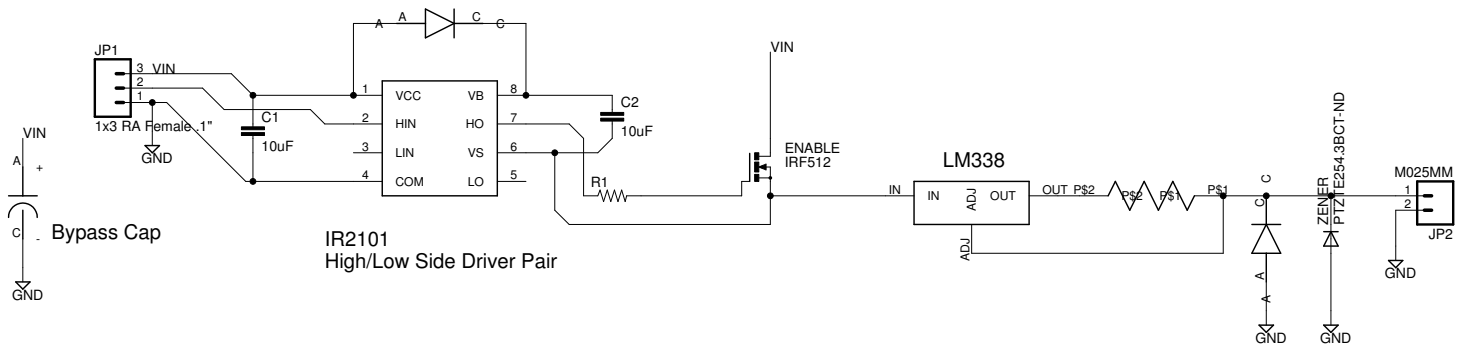 A
A
C
C
VIN
JP1
3 VIN
2
1
1x3 RA Female .1"
GND
C1
10uF
1 VCC VB 8
2 HIN HO 7
3 LIN VS 6
4 COM LO 5
C2
10uF
R1
IR2101
High/Low Side Driver Pair
VIN
A +
C -
Bypass Cap
GND
ENABLE
IRF512
LM338
IN
IN ADJ OUT
ADJ
OUT P$2
P$2 P$1
P$1
C
C
A
A
GND
ZENER
PTZTE254.3BCT-ND
GND
M025MM
1
2
JP2
GND